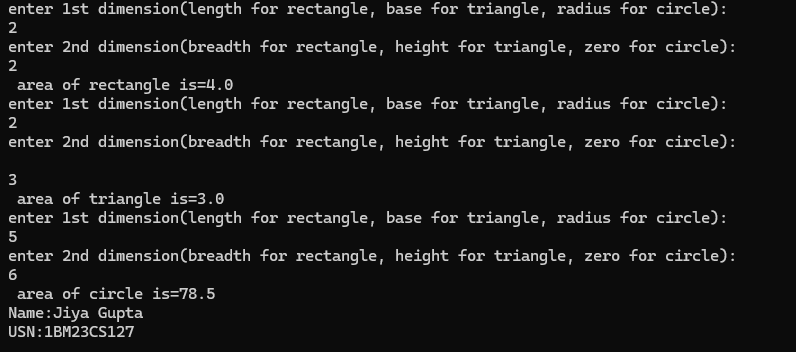 enter 1st dimension(length for rectangle, base for triangle, radius for circle):
2
enter 2nd dimension(breadth for rectangle, height for triangle, zero for circle):
2
 area of rectangle is=4.0
enter 1st dimension(length for rectangle, base for triangle, radius for circle):
2
enter 2nd dimension(breadth for rectangle, height for triangle, zero for circle):

3
 area of triangle is=3.0
enter 1st dimension(length for rectangle, base for triangle, radius for circle):
5
enter 2nd dimension(breadth for rectangle, height for triangle, zero for circle):
6
 area of circle is=78.5
Name:Jiya Gupta
USN:1BM23CS127